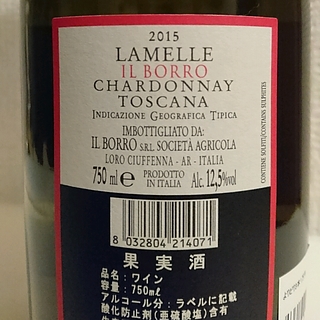 2015
LAMELLE
IL BORRO
CHARDONNAY
TOSCANA
INDICAZIONE GEOGRAFICA TIPICA
IMBOTTIGLIATO DA:
IL BORRO S.R.L. SOCIETÀ AGRICOLA
LORO CIUFFENNA - AR - ITALIA
750 ml ℮ PRODOTTO IN ITALIA Alc. 12,5% vol
CONTIENE SOLFITI/CONTAINS SULPHITES
8 032804 214071
果実酒
品名:ワイン
容量:750mℓ
アルコール分:ラベルに記載
酸化防止剤(亜硫酸塩)含有